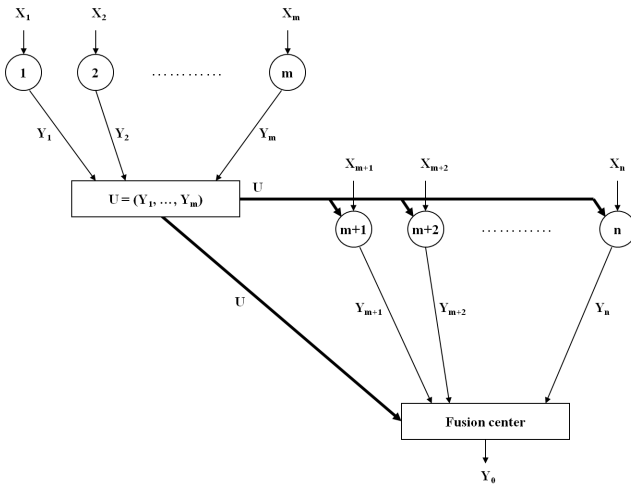 X₁ X₂ Xₘ
1 2 ............ m
Y₁ Y₂ Yₘ
U = (Y₁, ..., Yₘ)
U
Xₘ₊₁ Xₘ₊₂ Xₙ
m+1 m+2 ............ n
U
Yₘ₊₁ Yₘ₊₂ Yₙ
Fusion center
Y₀